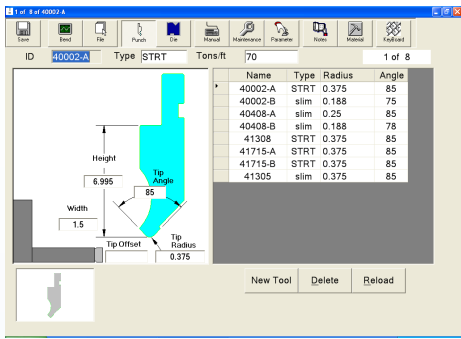 1 of 8 of 40002-A
Save Bend File Punch Die Manual Maintenance Parameter Notes Material KeyBoard
ID 40002-A Type STRT Tons/ft 70 1 of 8
Name Type Radius Angle
40002-A STRT 0.375 85
40002-B slim 0.188 75
40408-A slim 0.25 85
40408-B slim 0.188 78
41308 STRT 0.375 85
41715-A STRT 0.375 85
41715-B STRT 0.375 85
41305 slim 0.375 85
Height
6.995
Tip
Angle
85
Width
1.5
Tip Offset
Tip
Radius
0.375
New Tool Delete Reload